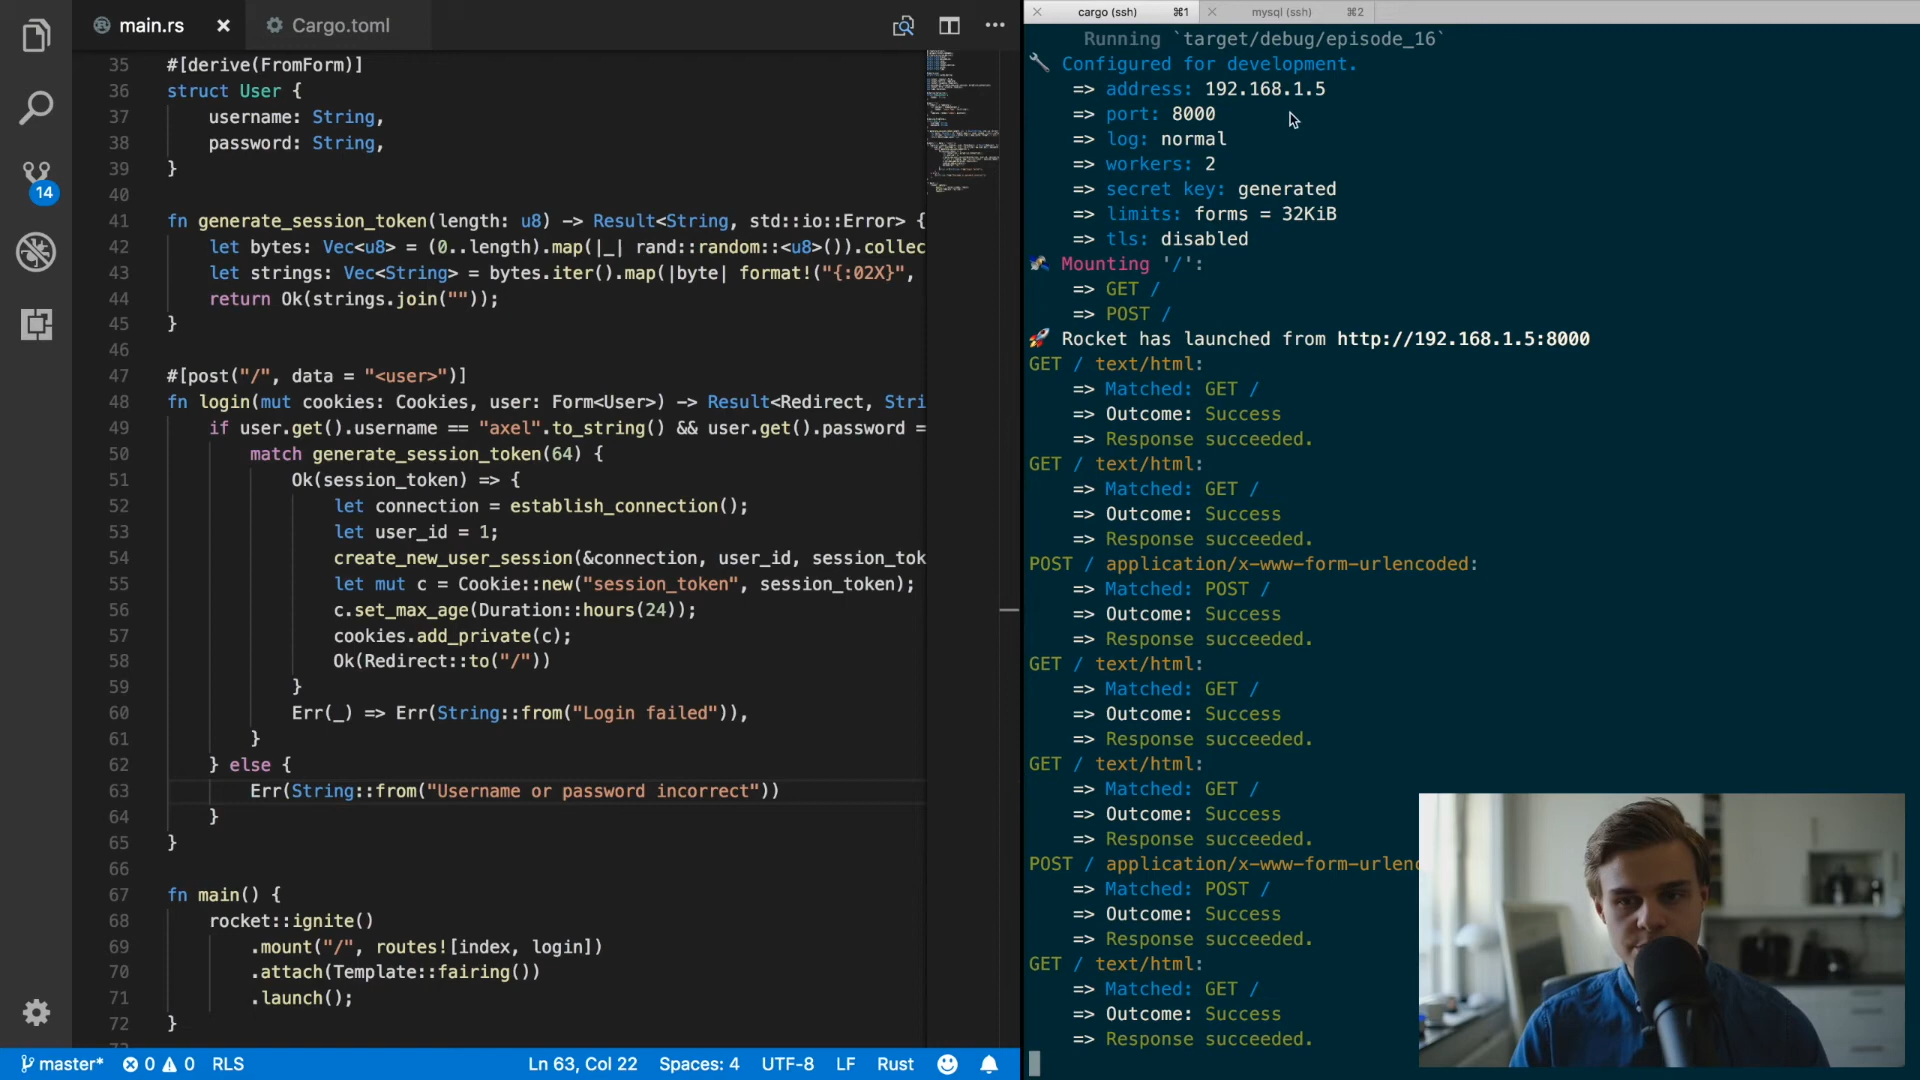 main.rs
Cargo.toml
14
35 #[derive(FromForm)]
36 struct User {
37 username: String,
38 password: String,
39 }
40
41 fn generate_session_token(length: u8) -> Result<String, std::io::Error> {
42 let bytes: Vec<u8> = (0..length).map(|_| rand::random::<u8>()).collec
43 let strings: Vec<String> = bytes.iter().map(|byte| format!("{:02X}",
44 return Ok(strings.join(""));
45 }
46
47 #[post("/", data = "<user>")]
48 fn login(mut cookies: Cookies, user: Form<User>) -> Result<Redirect, Stri
49 if user.get().username == "axel".to_string() && user.get().password =
50 match generate_session_token(64) {
51 Ok(session_token) => {
52 let connection = establish_connection();
53 let user_id = 1;
54 create_new_user_session(&connection, user_id, session_tok
55 let mut c = Cookie::new("session_token", session_token);
56 c.set_max_age(Duration::hours(24));
57 cookies.add_private(c);
58 Ok(Redirect::to("/"))
59 }
60 Err(_) => Err(String::from("Login failed")),
61 }
62 } else {
63 Err(String::from("Username or password incorrect"))
64 }
65 }
66
67 fn main() {
68 rocket::ignite()
69 .mount("/", routes![index, login])
70 .attach(Template::fairing())
71 .launch();
72 }
master* 0 0 RLS Ln 63, Col 22 Spaces: 4 UTF-8 LF Rust
cargo (ssh) ⌘1 mysql (ssh) ⌘2
Running `target/debug/episode_16`
Configured for development.
=> address: 192.168.1.5
=> port: 8000
=> log: normal
=> workers: 2
=> secret key: generated
=> limits: forms = 32KiB
=> tls: disabled
Mounting '/':
=> GET /
=> POST /
Rocket has launched from http://192.168.1.5:8000
GET / text/html:
=> Matched: GET /
=> Outcome: Success
=> Response succeeded.
GET / text/html:
=> Matched: GET /
=> Outcome: Success
=> Response succeeded.
POST / application/x-www-form-urlencoded:
=> Matched: POST /
=> Outcome: Success
=> Response succeeded.
GET / text/html:
=> Matched: GET /
=> Outcome: Success
=> Response succeeded.
GET / text/html:
=> Matched: GET /
=> Outcome: Success
=> Response succeeded.
POST / application/x-www-form-urlenc
=> Matched: POST /
=> Outcome: Success
=> Response succeeded.
GET / text/html:
=> Matched: GET /
=> Outcome: Success
=> Response succeeded.